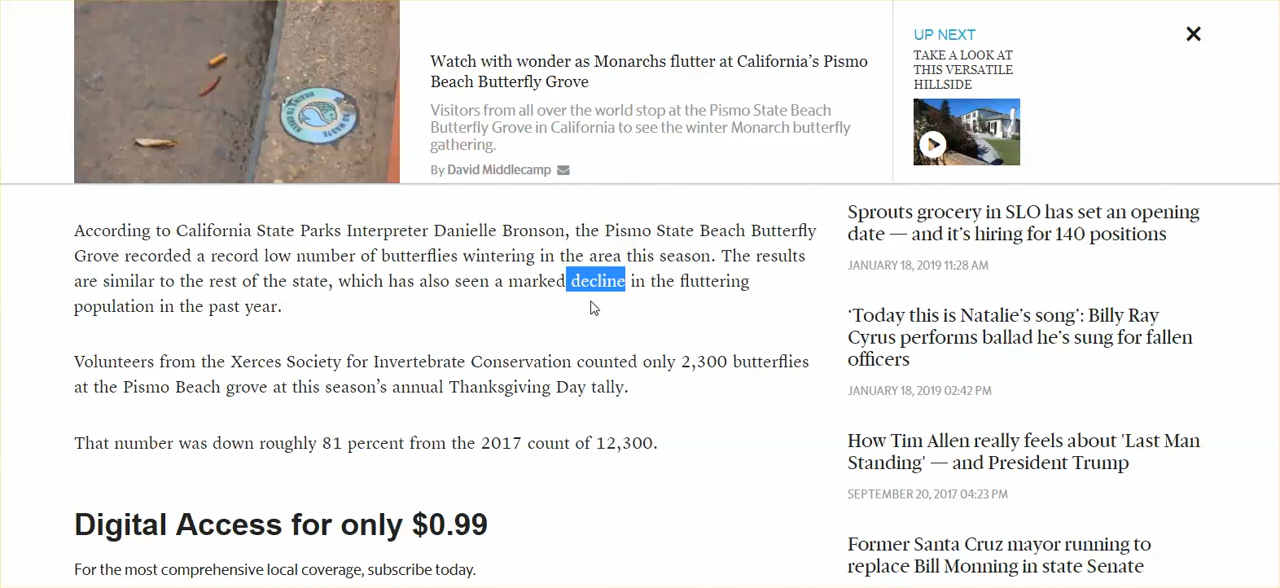 Watch with wonder as Monarchs flutter at California’s Pismo
Beach Butterfly Grove
Visitors from all over the world stop at the Pismo State Beach
Butterfly Grove in California to see the winter Monarch butterfly
gathering.
By David Middlecamp
UP NEXT
TAKE A LOOK AT
THIS VERSATILE
HILLSIDE
According to California State Parks Interpreter Danielle Bronson, the Pismo State Beach Butterfly
Grove recorded a record low number of butterflies wintering in the area this season. The results
are similar to the rest of the state, which has also seen a marked decline in the fluttering
population in the past year.
Volunteers from the Xerces Society for Invertebrate Conservation counted only 2,300 butterflies
at the Pismo Beach grove at this season’s annual Thanksgiving Day tally.
That number was down roughly 81 percent from the 2017 count of 12,300.
Digital Access for only $0.99
For the most comprehensive local coverage, subscribe today.
Sprouts grocery in SLO has set an opening
date — and it’s hiring for 140 positions
JANUARY 18, 2019 11:28 AM
‘Today this is Natalie’s song’: Billy Ray
Cyrus performs ballad he’s sung for fallen
officers
JANUARY 18, 2019 02:42 PM
How Tim Allen really feels about 'Last Man
Standing' — and President Trump
SEPTEMBER 20, 2017 04:23 PM
Former Santa Cruz mayor running to
replace Bill Monning in state Senate